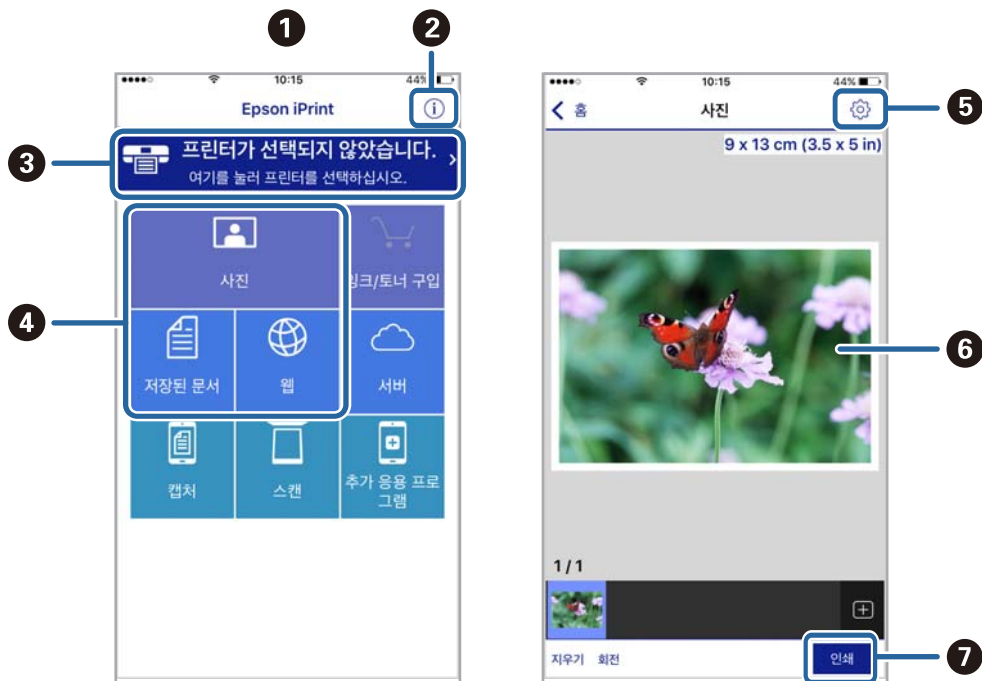 1
2
10:15
44%
Epson iPrint
3
프린터가 선택되지 않았습니다.
여기를 눌러 프린터를 선택하십시오.
4
사진
잉크/토너 구입
저장된 문서
웹
서버
캡처
스캔
추가 응용 프로
그램
10:15
44%
홈
사진
5
9 x 13 cm (3.5 x 5 in)
6
1 / 1
지우기
회전
인쇄
7